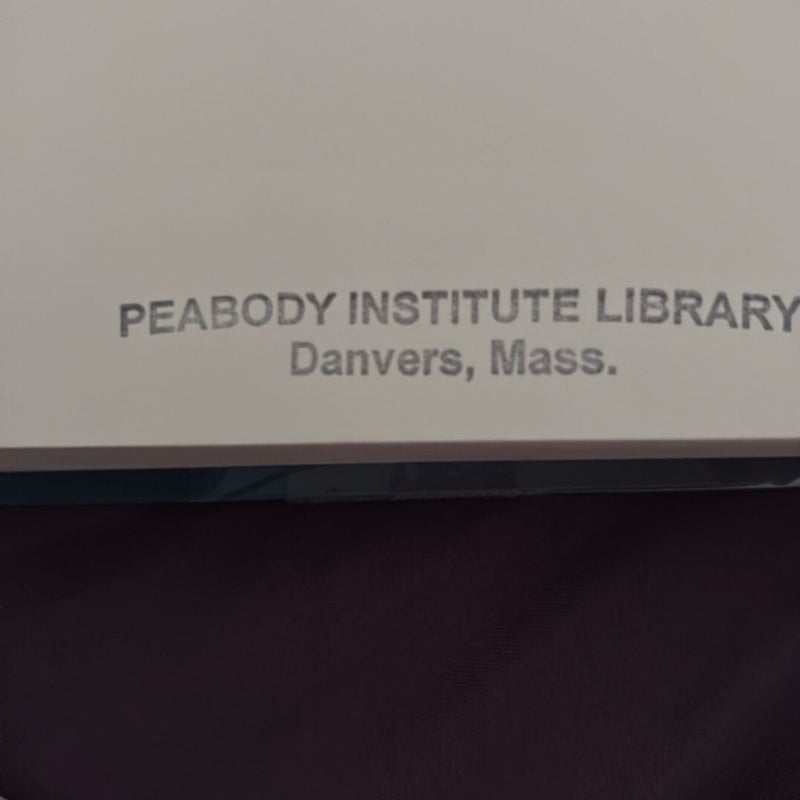 PEABODY INSTITUTE LIBRARY
Danvers, Mass.